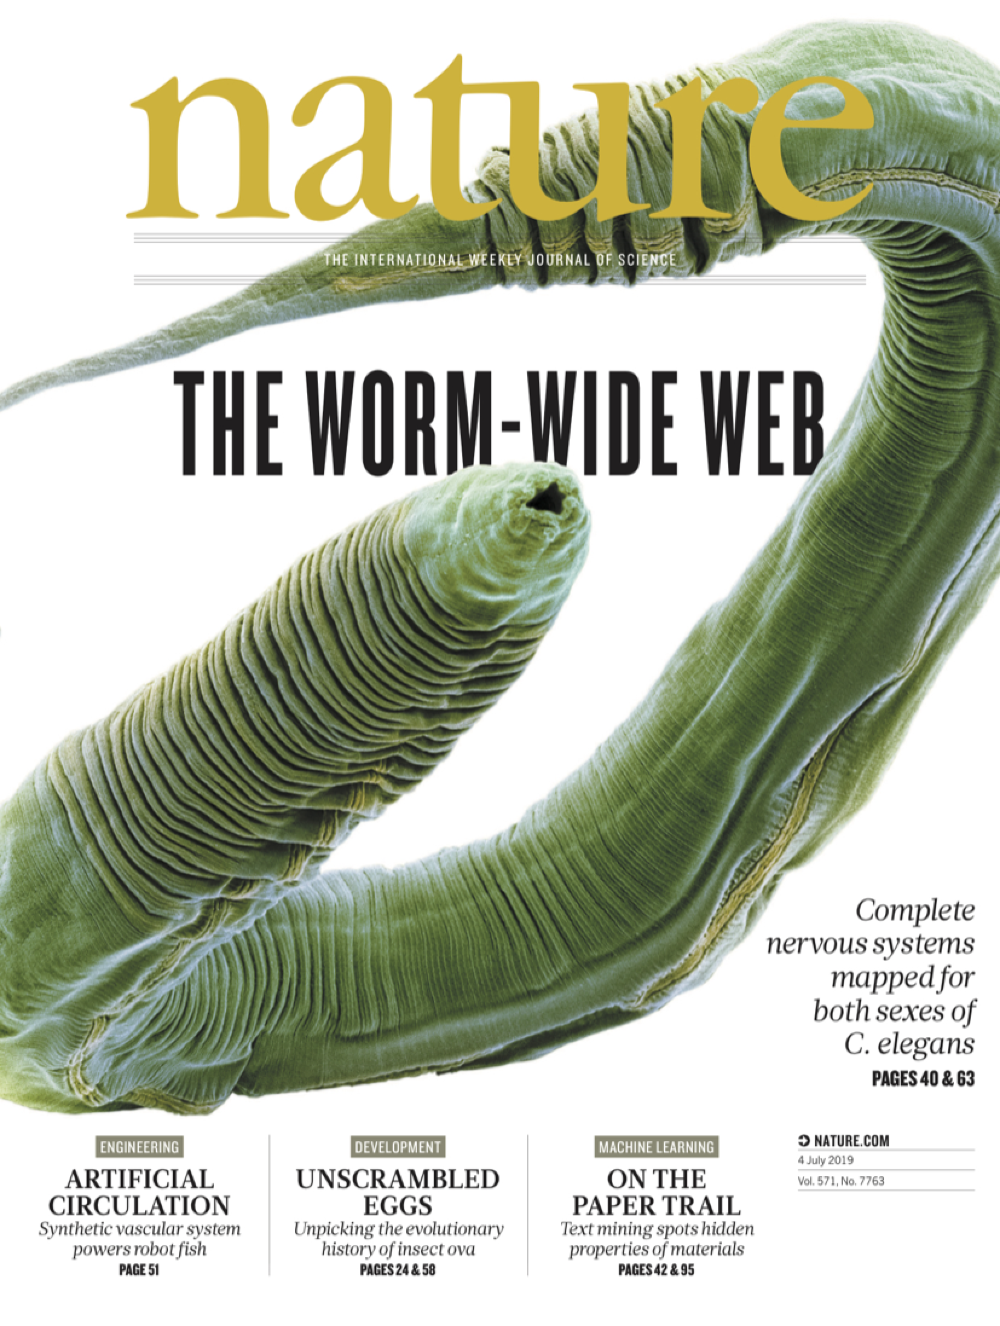 nature
THE INTERNATIONAL WEEKLY JOURNAL OF SCIENCE
THE WORM-WIDE WEB
Complete
nervous systems
mapped for
both sexes of
C. elegans
PAGES 40 & 63
ENGINEERING
ARTIFICIAL
CIRCULATION
Synthetic vascular system
powers robot fish
PAGE 51
DEVELOPMENT
UNSCRAMBLED
EGGS
Unpicking the evolutionary
history of insect ova
PAGES 24 & 58
MACHINE LEARNING
ON THE
PAPER TRAIL
Text mining spots hidden
properties of materials
PAGES 42 & 95
NATURE.COM
4 July 2019
Vol. 571, No. 7763